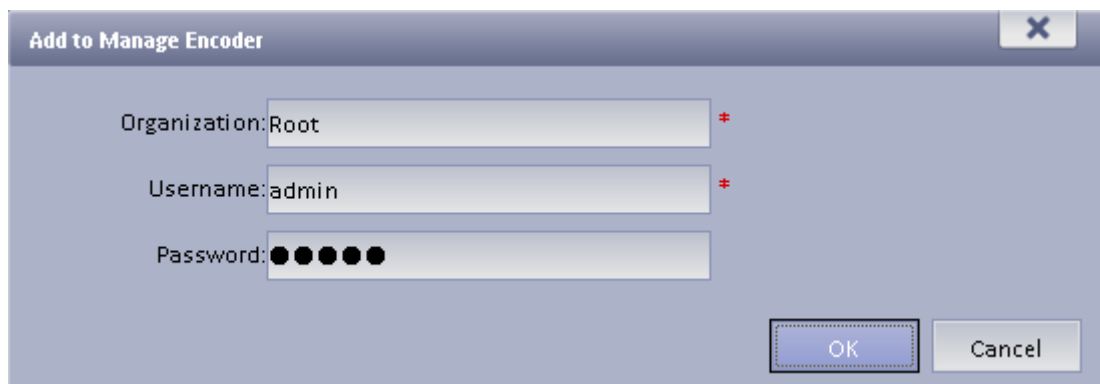 Add to Manage Encoder
Organization: Root *
Username: admin *
Password: ●●●●●
OK Cancel